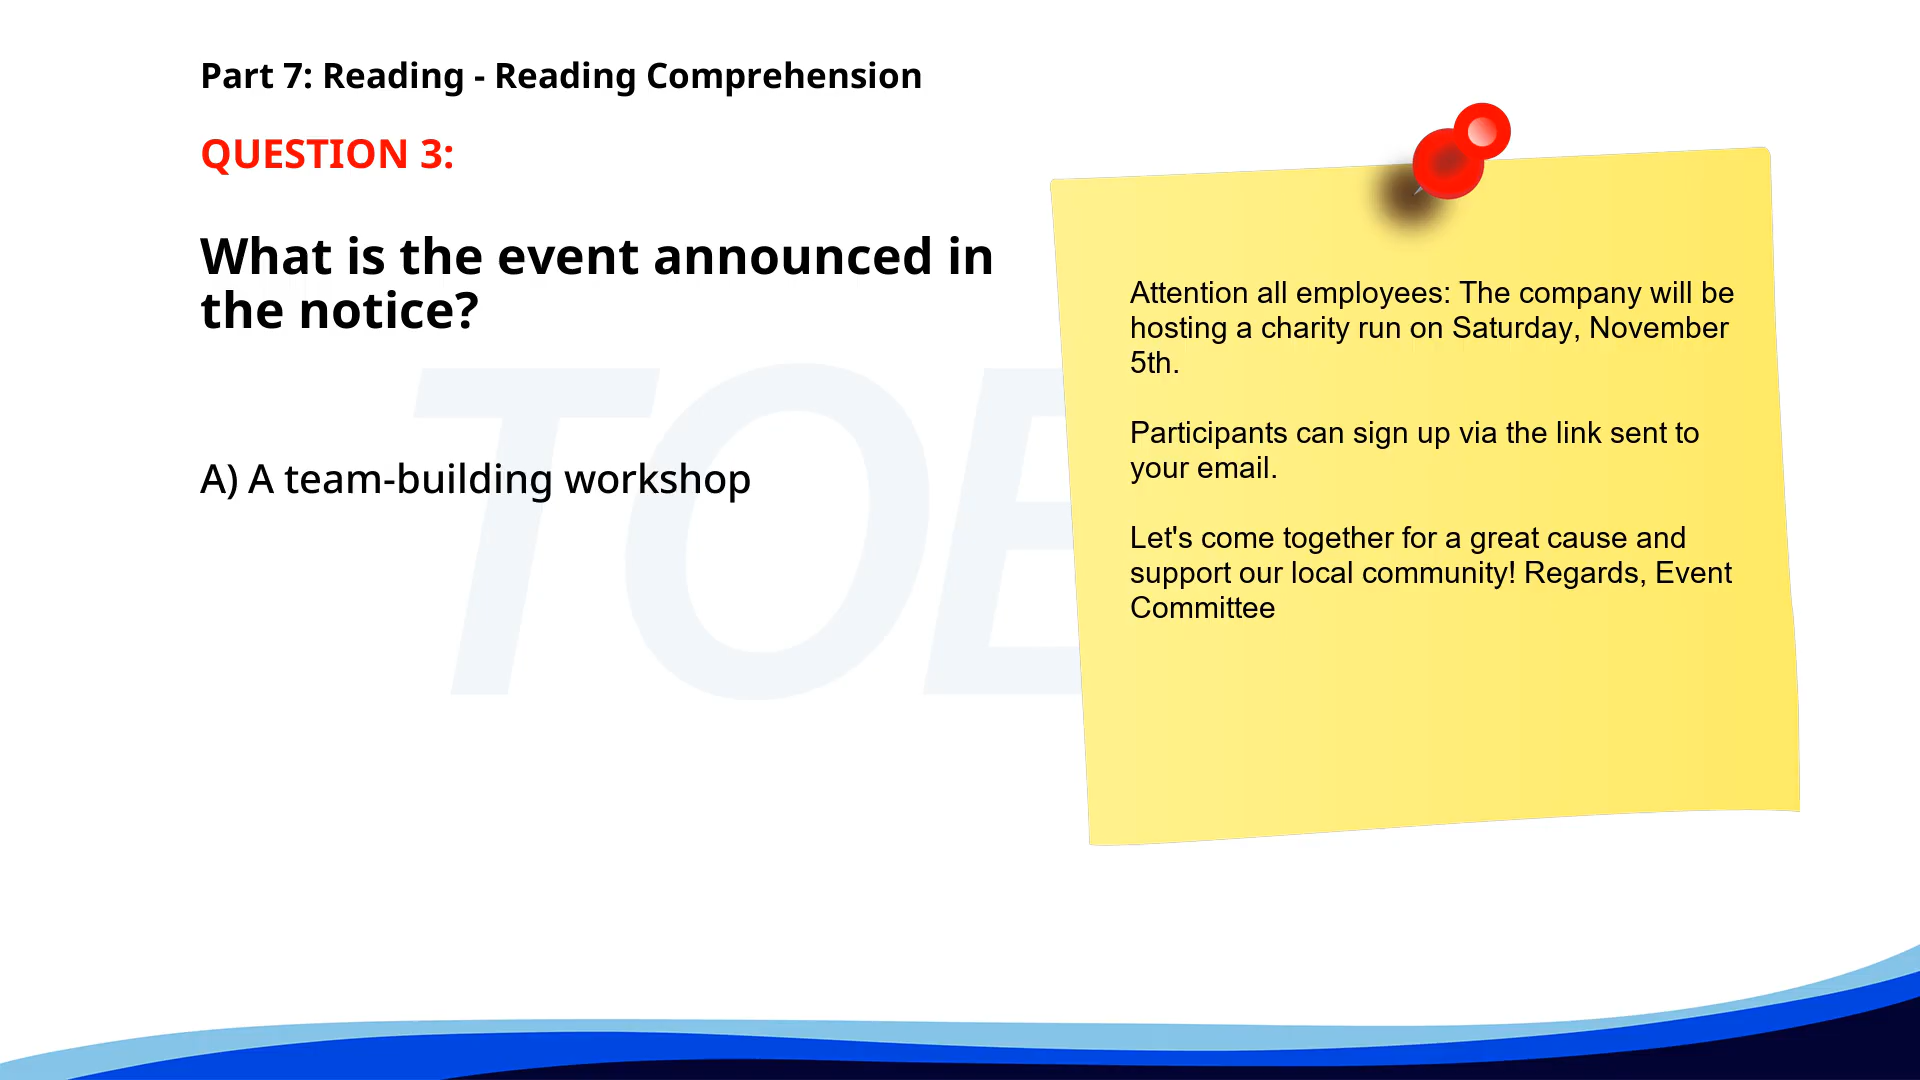 Part 7: Reading - Reading Comprehension
QUESTION 3:
What is the event announced in
the notice?
A) A team-building workshop
Attention all employees: The company will be
hosting a charity run on Saturday, November
5th.
Participants can sign up via the link sent to
your email.
Let's come together for a great cause and
support our local community! Regards, Event
Committee